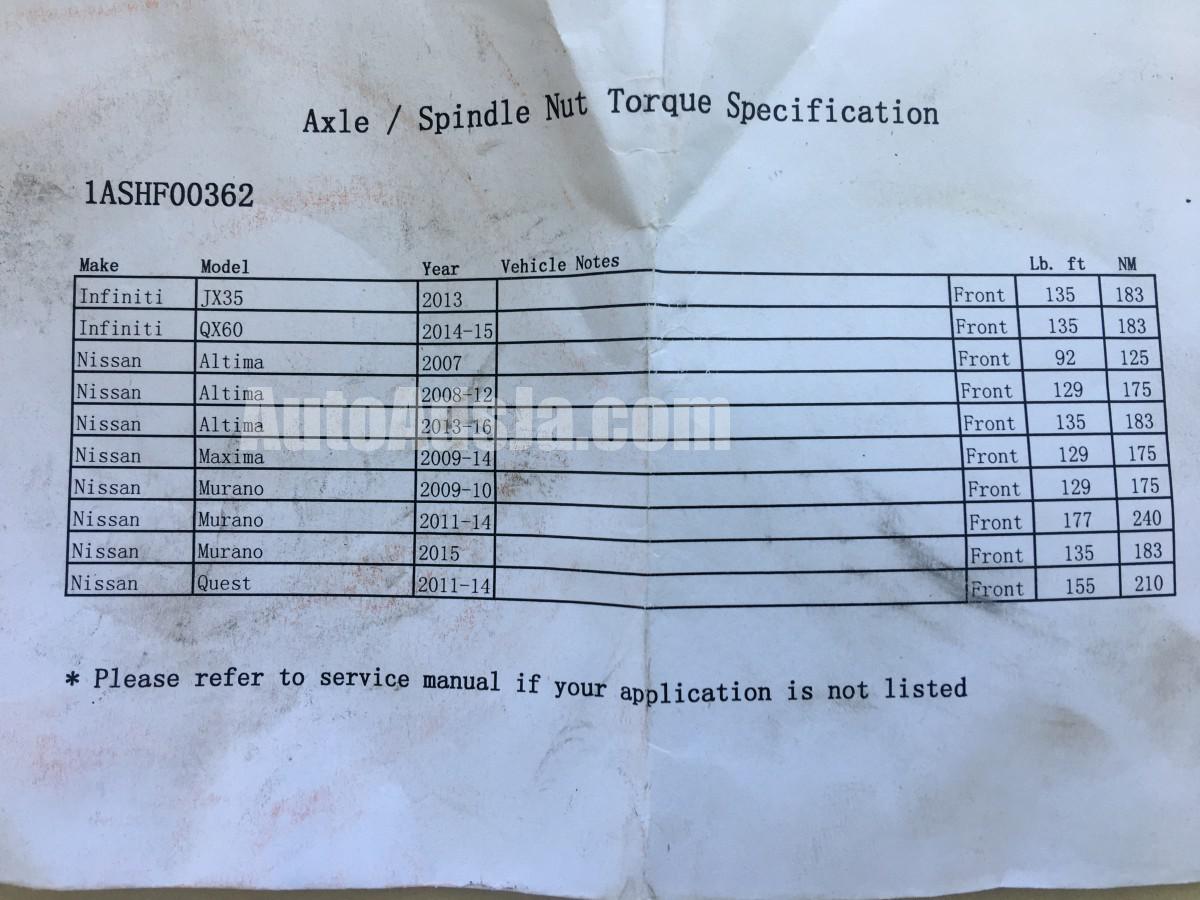 Axle / Spindle Nut Torque Specification
1ASHF00362
Make Model Year Vehicle Notes Lb. ft NM
Infiniti JX35 2013 Front 135 183
Infiniti QX60 2014-15 Front 135 183
Nissan Altima 2007 Front 92 125
Nissan Altima 2008-12 Front 129 175
AutoAdsJa.com
Nissan Altima 2013-16 Front 135 183
Nissan Maxima 2009-14 Front 129 175
Nissan Murano 2009-10 Front 129 175
Nissan Murano 2011-14 Front 177 240
Nissan Murano 2015 Front 135 183
Nissan Quest 2011-14 Front 155 210
* Please refer to service manual if your application is not listed